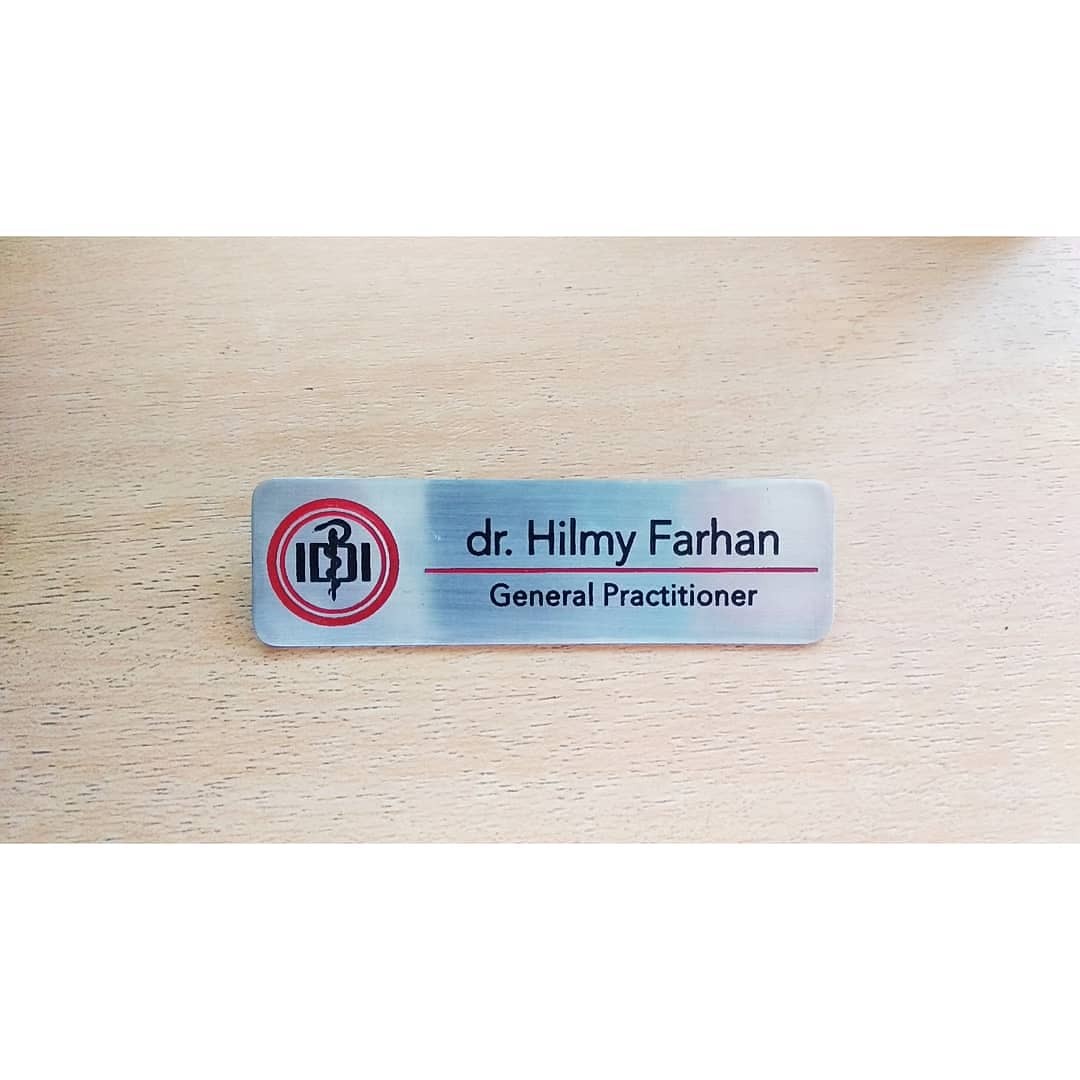 IDI
dr. Hilmy Farhan
General Practitioner